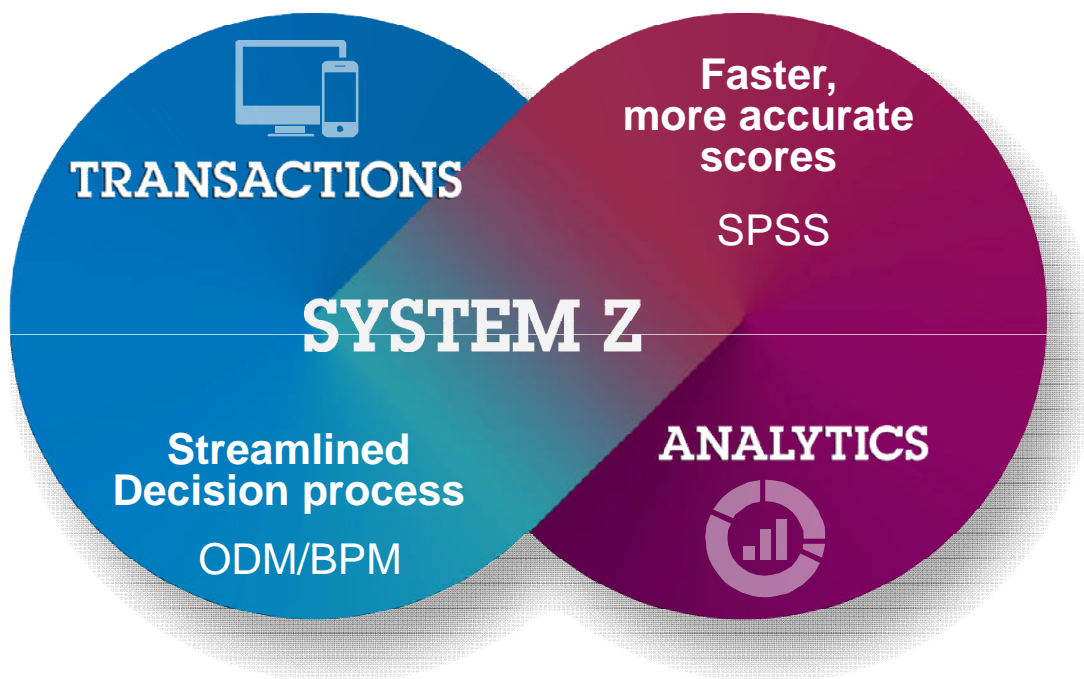 TRANSACTIONS
Faster,
more accurate
scores
SPSS
SYSTEM Z
Streamlined
Decision process
ODM/BPM
ANALYTICS